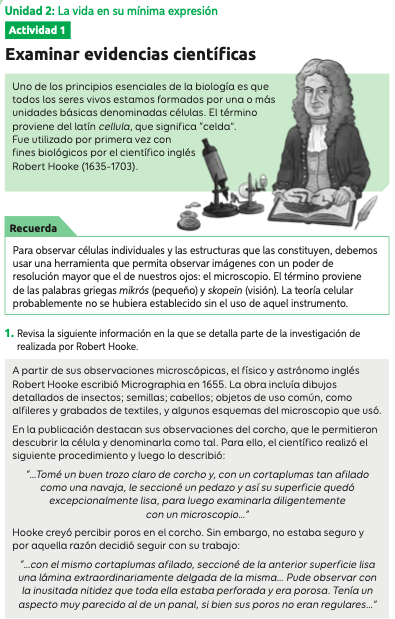 Unidad 2: La vida en su mínima expresión
Actividad 1
Examinar evidencias científicas
Uno de los principios esenciales de la biología es que
todos los seres vivos estamos formados por una o más
unidades básicas denominadas células. El término
proviene del latín cellula, que significa “celda”.
Fue utilizado por primera vez con
fines biológicos por el científico inglés
Robert Hooke (1635-1703).
Recuerda
Para observar células individuales y las estructuras que las constituyen, debemos
usar una herramienta que permita observar imágenes con un poder de
resolución mayor que el de nuestros ojos: el microscopio. El término proviene
de las palabras griegas mikrós (pequeño) y skopein (visión). La teoría celular
probablemente no se hubiera establecido sin el uso de aquel instrumento.
1. Revisa la siguiente información en la que se detalla parte de la investigación de
realizada por Robert Hooke.
A partir de sus observaciones microscópicas, el físico y astrónomo inglés
Robert Hooke escribió Micrographia en 1655. La obra incluía dibujos
detallados de insectos; semillas; cabellos; objetos de uso común, como
alfileres y grabados de textiles, y algunos esquemas del microscopio que usó.
En la publicación destacan sus observaciones del corcho, que le permitieron
descubrir la célula y denominarla como tal. Para ello, el científico realizó el
siguiente procedimiento y luego lo describió:
“...Tomé un buen trozo claro de corcho y, con un cortaplumas tan afilado
como una navaja, le seccioné un pedazo y así su superficie quedó
excepcionalmente lisa, para luego examinarla diligentemente
con un microscopio...”
Hooke creyó percibir poros en el corcho. Sin embargo, no estaba seguro y
por aquella razón decidió seguir con su trabajo:
“...con el mismo cortaplumas afilado, seccioné de la anterior superficie lisa
una lámina extraordinariamente delgada de la misma... Pude observar con
la inusitada nitidez que toda ella estaba perforada y era porosa. Tenía un
aspecto muy parecido al de un panal, si bien sus poros no eran regulares...”